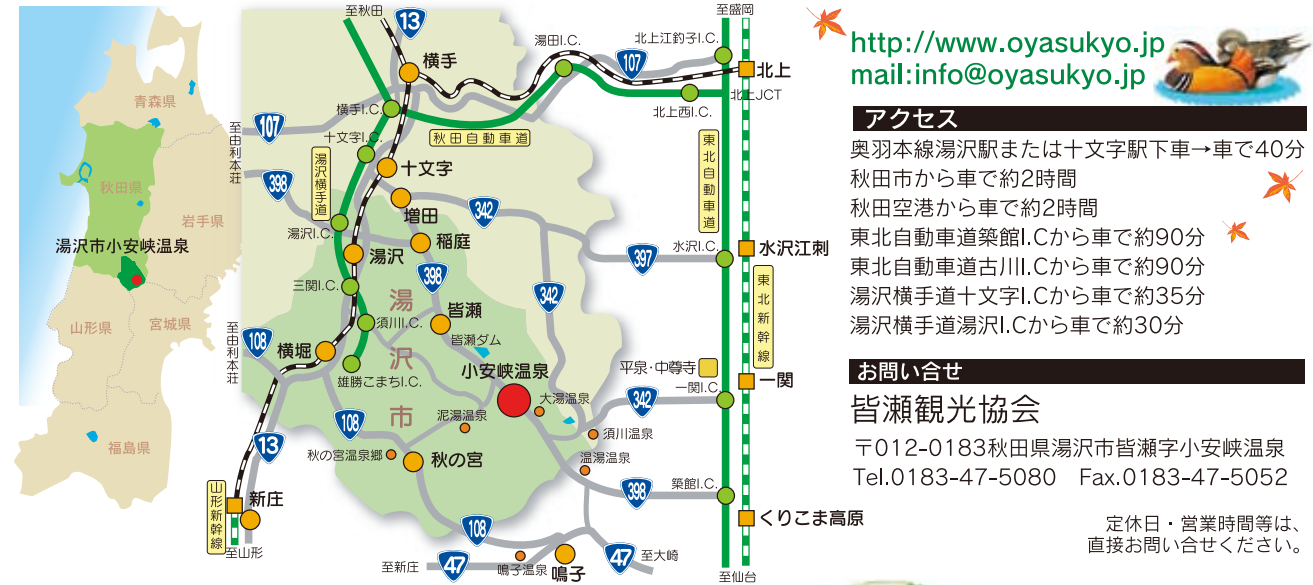 青森県
秋田県
岩手県
湯沢市小安峡温泉
山形県
宮城県
福島県
至秋田
13
横手
湯田I.C.
北上江釣子I.C.
至盛岡
107
北上
北上JCT
北上西I.C.
横手I.C.
至由利本荘
107
十文字I.C.
秋田自動車道
東北自動車道
湯沢横手道
十文字
398
増田
342
湯沢I.C.
稲庭
水沢I.C.
水沢江刺
湯沢
398
397
三関I.C.
342
東北新幹線
湯沢市
皆瀬
須川I.C.
皆瀬ダム
至由利本荘
108
横堀
小安峡温泉
平泉・中尊寺
一関
雄勝こまちI.C.
一関I.C.
大湯温泉
342
108
泥湯温泉
須川温泉
13
秋の宮温泉郷
秋の宮
温湯温泉
築館I.C.
398
山形新幹線
新庄
くりこま高原
108
至山形
至新庄
47
鳴子温泉
鳴子
47
至大崎
至仙台
http://www.oyasukyo.jp
mail:info@oyasukyo.jp
アクセス
奥羽本線湯沢駅または十文字駅下車→車で40分
秋田市から車で約2時間
秋田空港から車で約2時間
東北自動車道築館I.Cから車で約90分
東北自動車道古川I.Cから車で約90分
湯沢横手道十文字I.Cから車で約35分
湯沢横手道湯沢I.Cから車で約30分
お問い合せ
皆瀬観光協会
〒012-0183秋田県湯沢市皆瀬字小安峡温泉
Tel.0183-47-5080 Fax.0183-47-5052
定休日・営業時間等は、
直接お問い合せください。